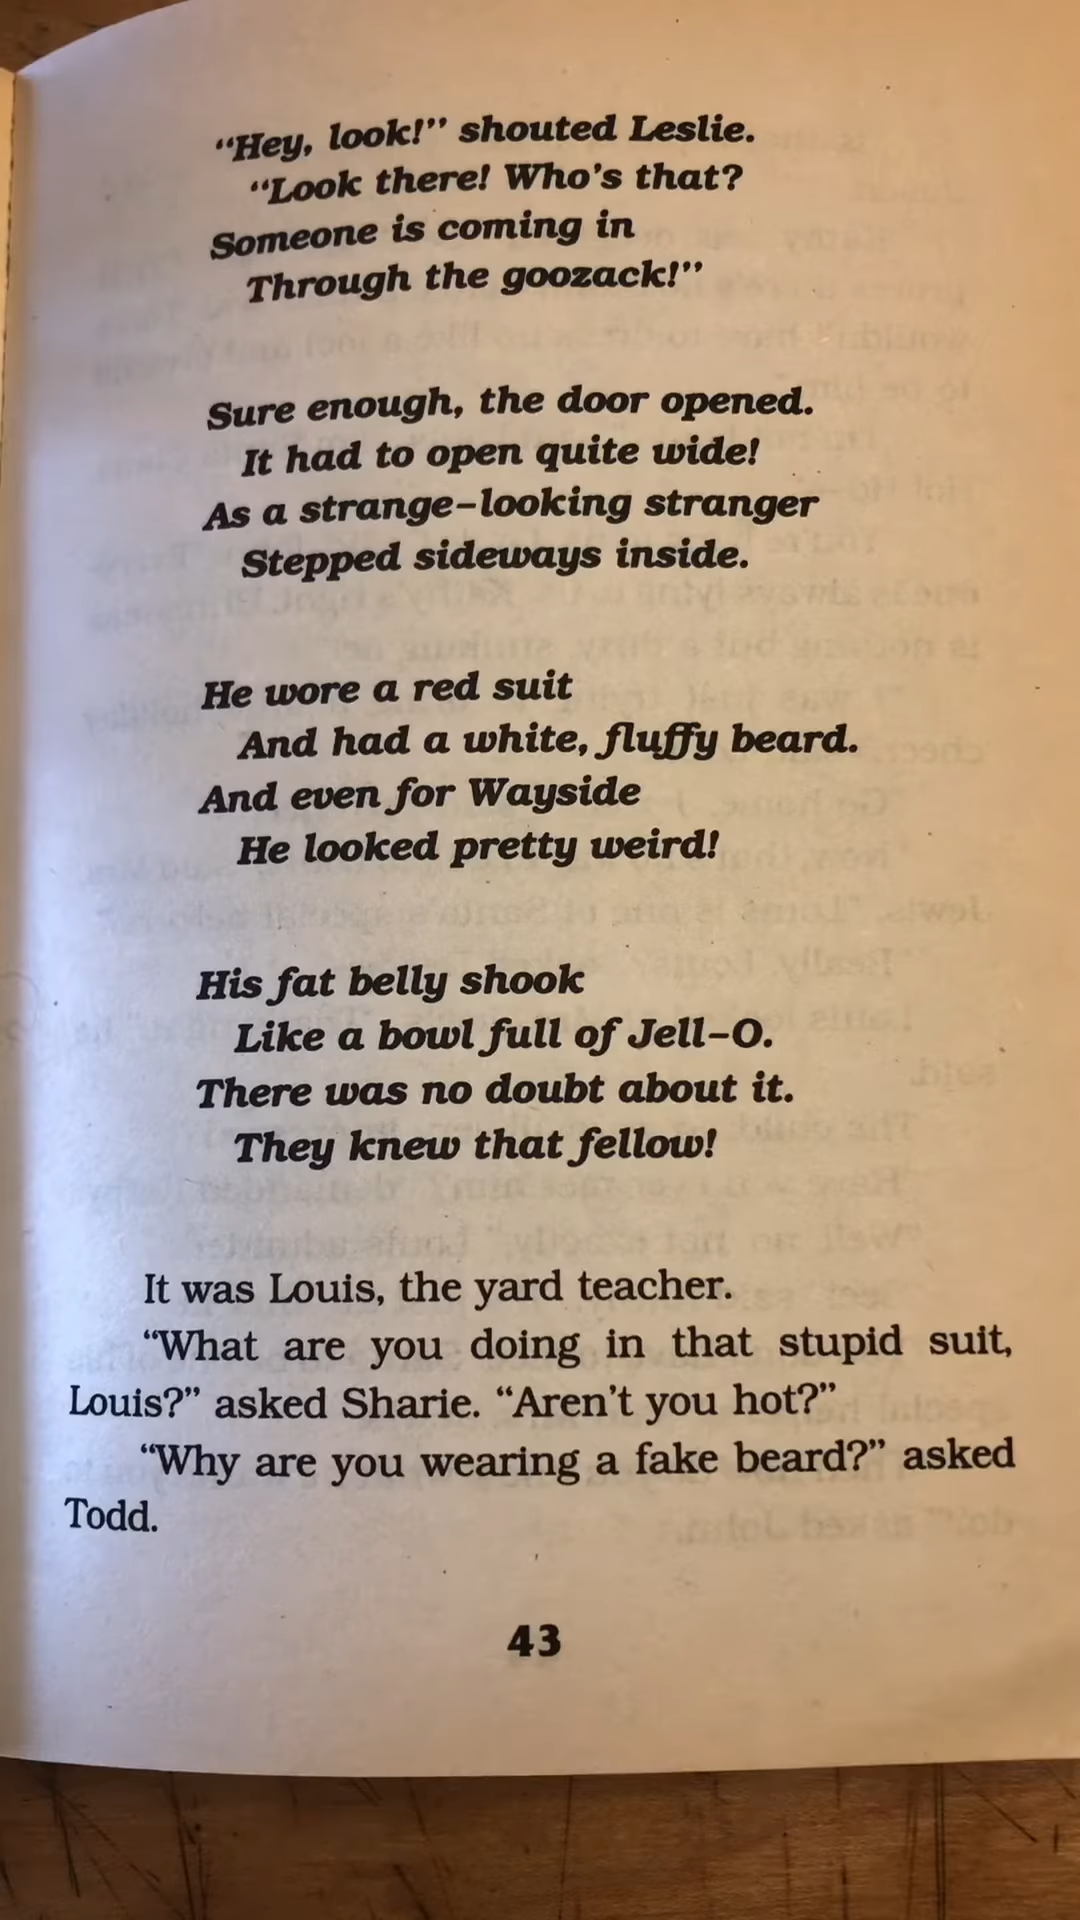 “Hey, look!” shouted Leslie.
“Look there! Who’s that?
Someone is coming in
Through the goozack!”
Sure enough, the door opened.
It had to open quite wide!
As a strange-looking stranger
Stepped sideways inside.
He wore a red suit
And had a white, fluffy beard.
And even for Wayside
He looked pretty weird!
His fat belly shook
Like a bowl full of Jell-O.
There was no doubt about it.
They knew that fellow!
It was Louis, the yard teacher.
“What are you doing in that stupid suit,
Louis?” asked Sharie. “Aren’t you hot?”
“Why are you wearing a fake beard?” asked
Todd.
43